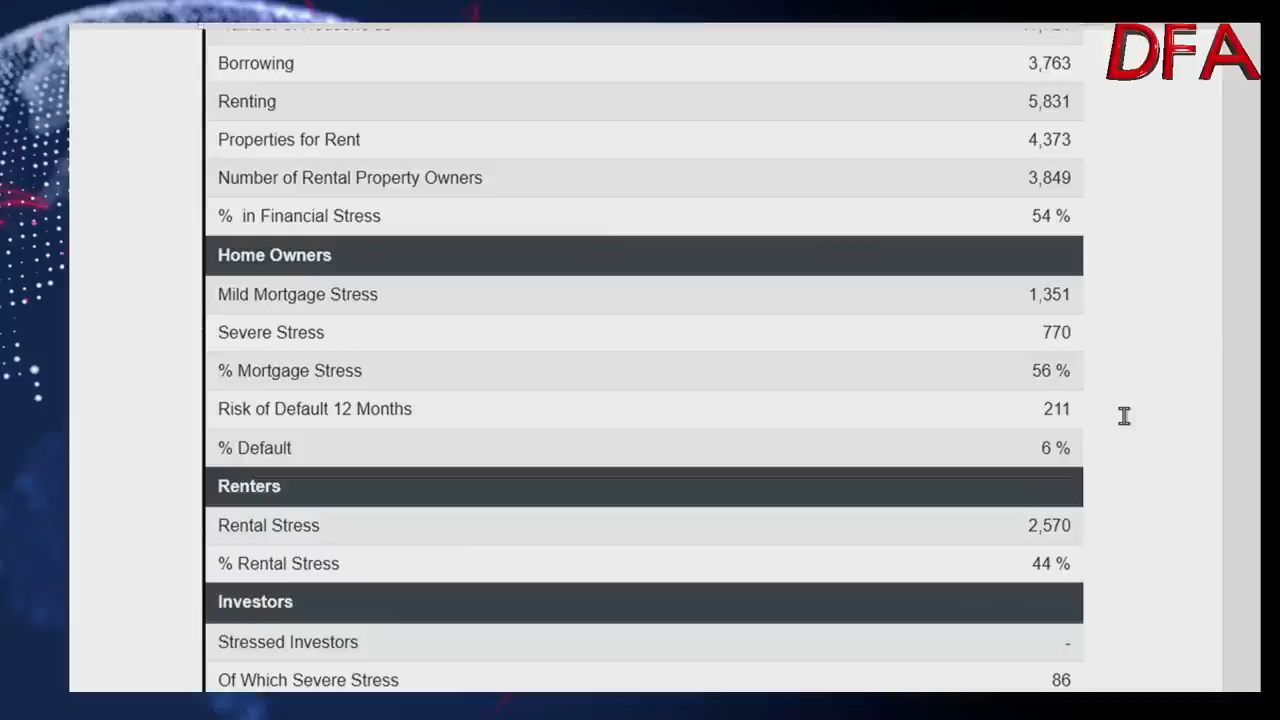 DFA
Borrowing 3,763
Renting 5,831
Properties for Rent 4,373
Number of Rental Property Owners 3,849
% in Financial Stress 54 %
Home Owners
Mild Mortgage Stress 1,351
Severe Stress 770
% Mortgage Stress 56 %
Risk of Default 12 Months 211
% Default 6 %
Renters
Rental Stress 2,570
% Rental Stress 44 %
Investors
Stressed Investors -
Of Which Severe Stress 86